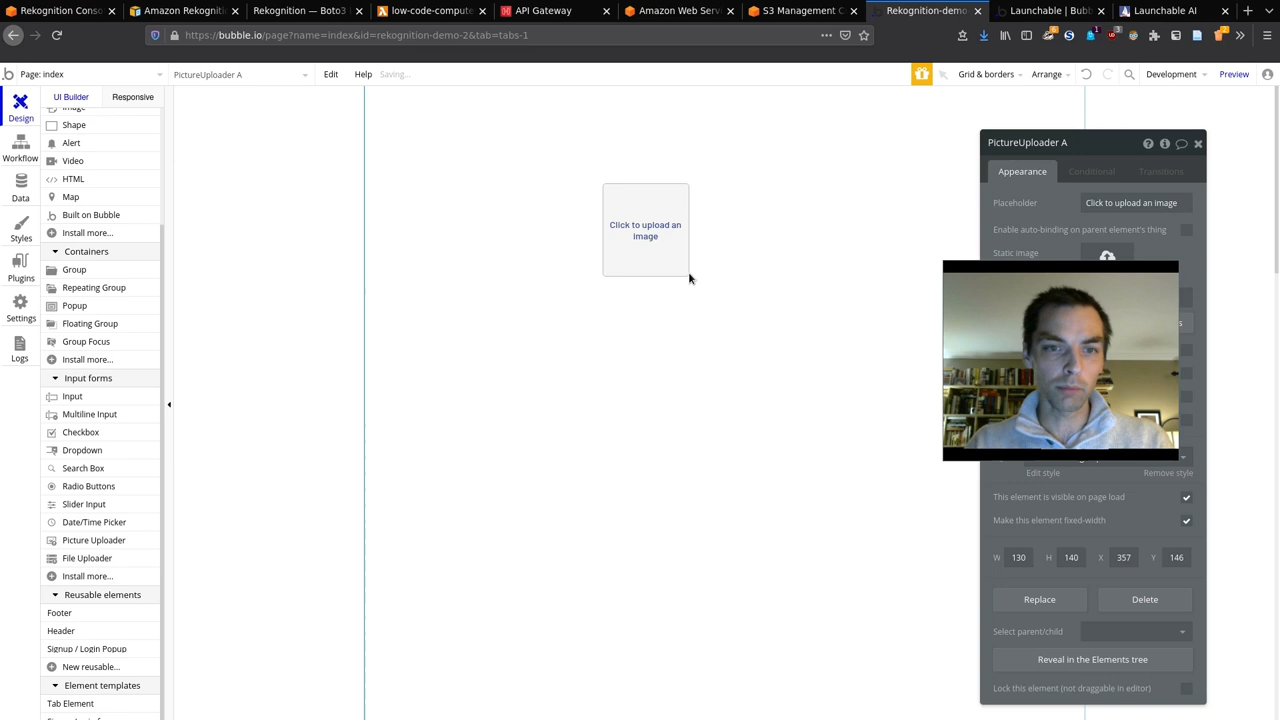 Rekognition Conso
Amazon Rekogniti
Rekognition — Boto3
low-code-compute
API Gateway
Amazon Web Serv
S3 Management C
Rekognition-demo-
Launchable | Bubb
Launchable AI
https://bubble.io/page?name=index&id=rekognition-demo-2&tab=tabs-1
Page: index
PictureUploader A
Edit
Help
Saving...
Grid & borders
Arrange
Development
Preview
UI Builder
Responsive
Design
Workflow
Data
Styles
Plugins
Settings
Logs
Image
Shape
Alert
Video
</> HTML
Map
Built on Bubble
Install more...
Containers
Group
Repeating Group
Popup
Floating Group
Group Focus
Install more...
Input forms
Input
Multiline Input
Checkbox
Dropdown
Search Box
Radio Buttons
Slider Input
Date/Time Picker
Picture Uploader
File Uploader
Install more...
Reusable elements
Footer
Header
Signup / Login Popup
New reusable...
Element templates
Tab Element
Click to upload an
image
PictureUploader A
Appearance
Conditional
Transitions
Placeholder
Click to upload an image
Enable auto-binding on parent element's thing
Static image
Edit style
Remove style
This element is visible on page load
Make this element fixed-width
W 130 H 140 X 357 Y 146
Replace
Delete
Select parent/child
Reveal in the Elements tree
Lock this element (not draggable in editor)